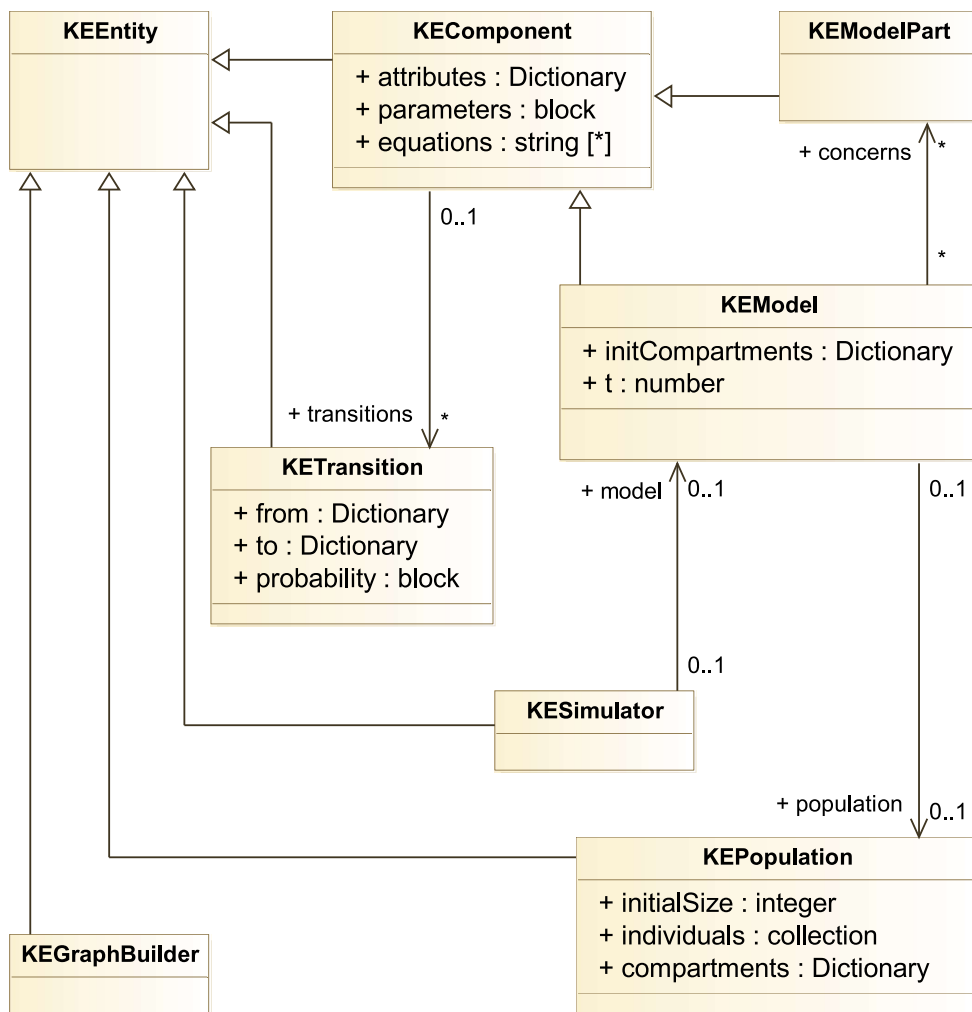 KEEntity
KEComponent
+ attributes : Dictionary
+ parameters : block
+ equations : string [*]
KEModelPart
+ concerns
*
*
0..1
KEModel
+ initCompartments : Dictionary
+ t : number
+ transitions
*
KETransition
+ from : Dictionary
+ to : Dictionary
+ probability : block
+ model
0..1
0..1
0..1
KESimulator
+ population
0..1
KEPopulation
+ initialSize : integer
+ individuals : collection
+ compartments : Dictionary
KEGraphBuilder